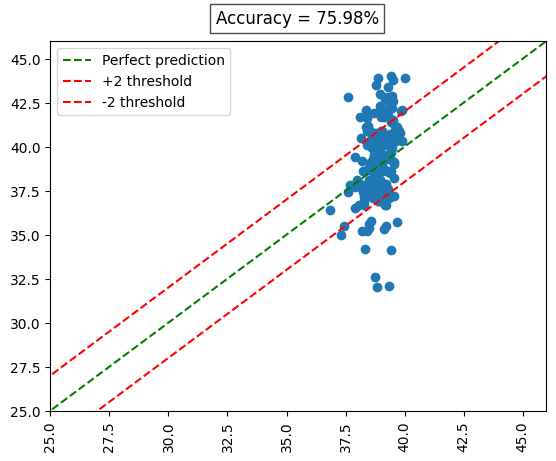 Accuracy = 75.98%
Perfect prediction
+2 threshold
-2 threshold
45.0
42.5
40.0
37.5
35.0
32.5
30.0
27.5
25.0
25.0 27.5 30.0 32.5 35.0 37.5 40.0 42.5 45.0